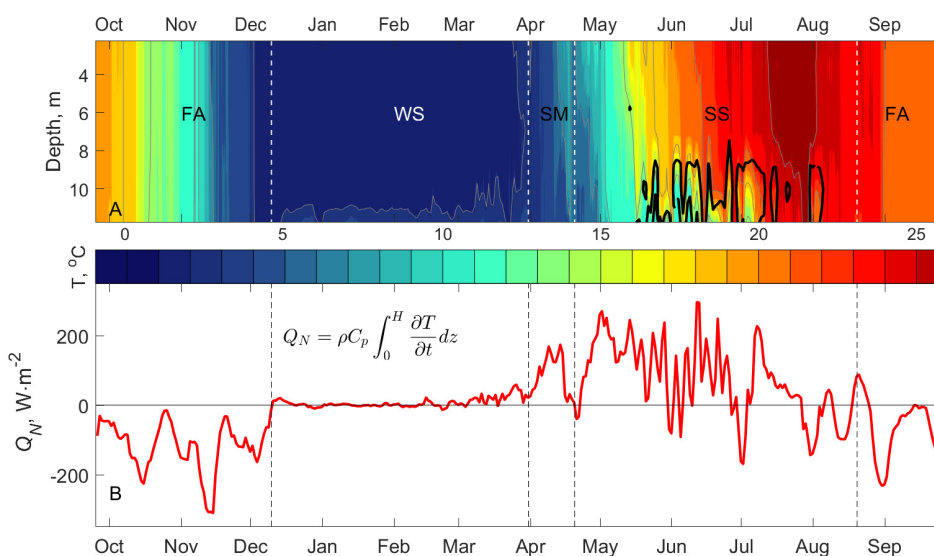 Oct Nov Dec Jan Feb Mar Apr May Jun Jul Aug Sep
Depth, m
4
6
8
10
FA WS SM SS FA
A
0 5 10 15 20 25
T, °C
Q_N = ρC_p ∫_0^H ∂T/∂t dz
Q_N, W·m⁻²
200
0
-200
B
Oct Nov Dec Jan Feb Mar Apr May Jun Jul Aug Sep